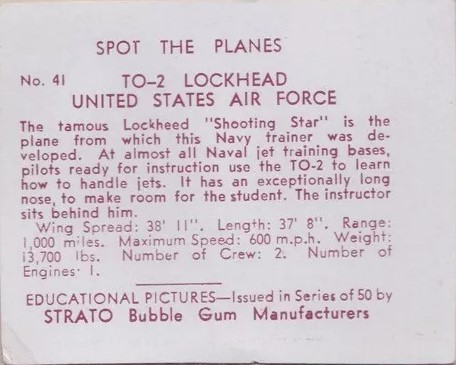 SPOT THE PLANES
No. 41 TO-2 LOCKHEAD
UNITED STATES AIR FORCE
The famous Lockheed "Shooting Star" is the
plane from which this Navy trainer was de-
veloped. At almost all Naval jet training bases,
pilots ready for instruction use the TO-2 to learn
how to handle jets. It has an exceptionally long
nose, to make room for the student. The instructor
sits behind him.
Wing Spread: 38' 11". Length: 37' 8". Range:
1,000 miles. Maximum Speed: 600 m.p.h. Weight:
13,700 lbs. Number of Crew: 2. Number of
Engines: 1.
EDUCATIONAL PICTURES—Issued in Series of 50 by
STRATO Bubble Gum Manufacturers